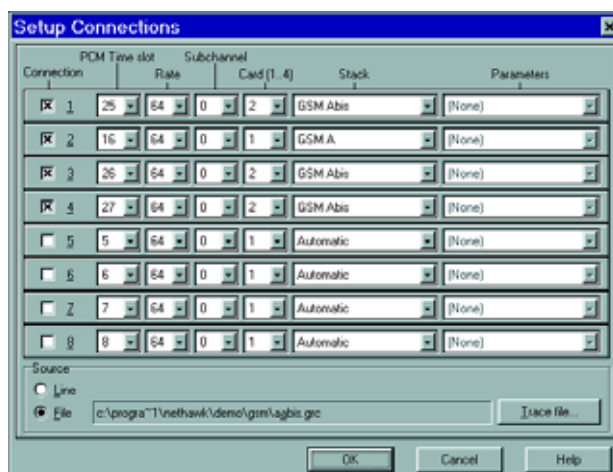 Setup Connections
PCM Time slot Subchannel
Connection Rate Card (1..4) Stack Parameters
1 25 64 0 2 GSM Abis (None)
2 16 64 0 1 GSM A (None)
3 26 64 0 2 GSM Abis (None)
4 27 64 0 2 GSM Abis (None)
5 5 64 0 1 Automatic (None)
6 6 64 0 1 Automatic (None)
7 7 64 0 1 Automatic (None)
8 8 64 0 1 Automatic (None)
Source
Line
File c:\progra~1\nethawk\demo\gsm\agbis.grc Trace file...
OK Cancel Help